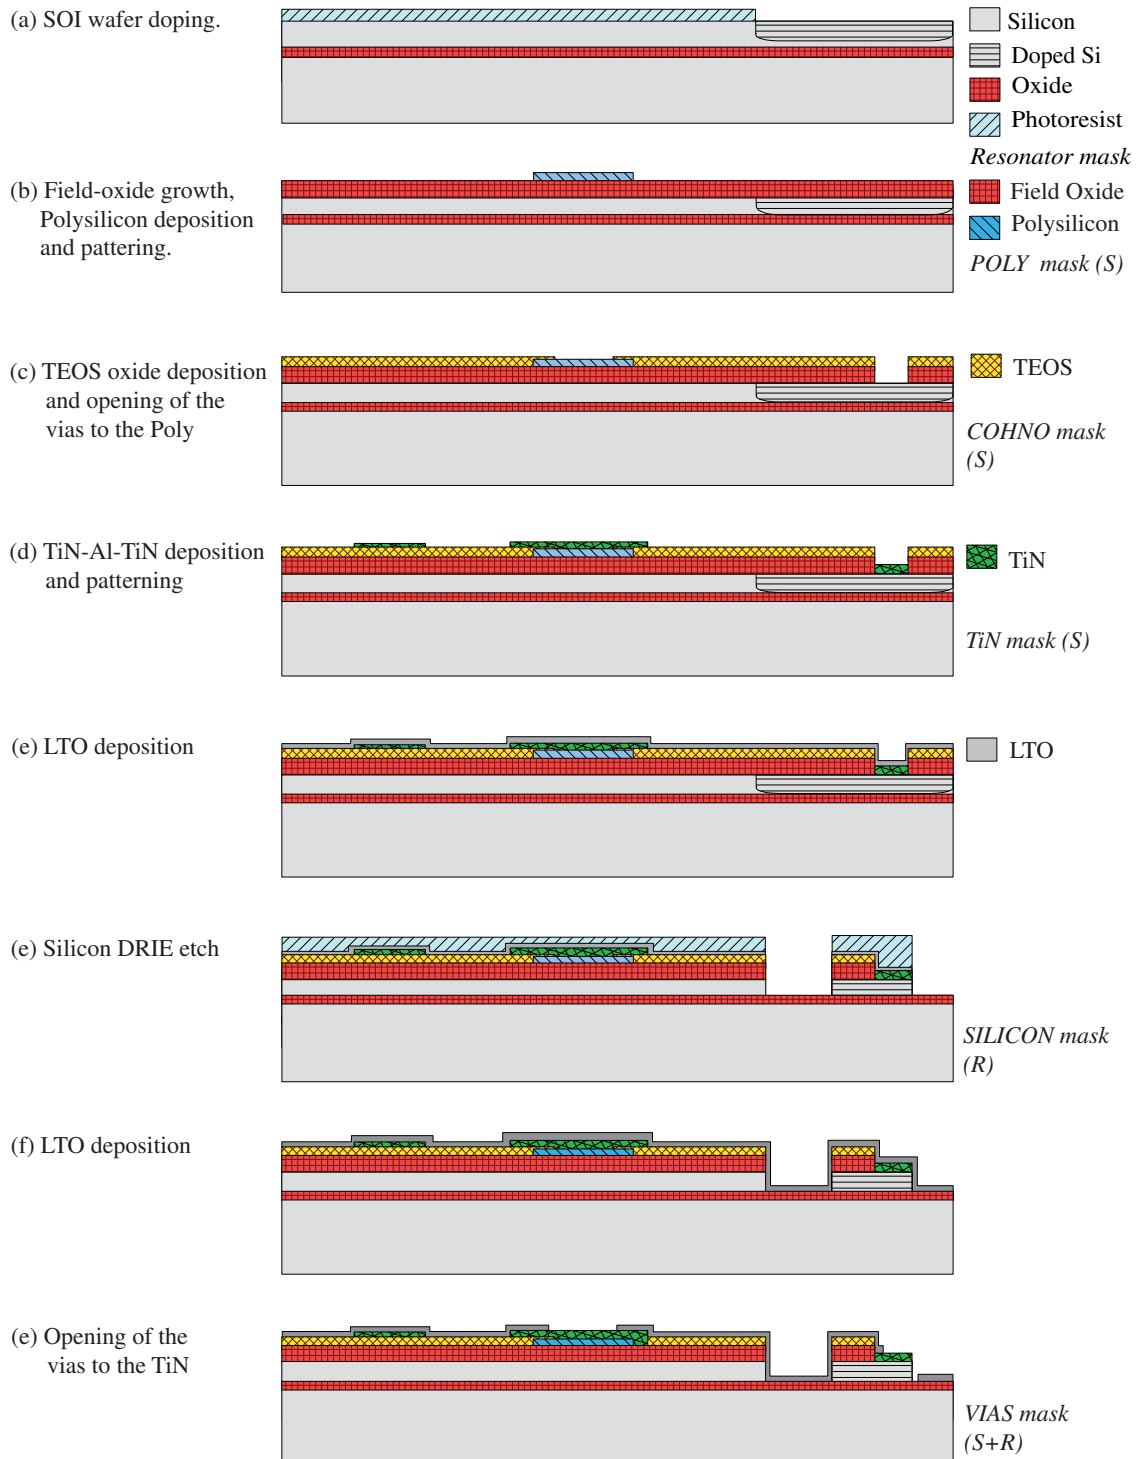 (a) SOI wafer doping.
Silicon
Doped Si
Oxide
Photoresist
Resonator mask
(b) Field-oxide growth,
Polysilicon deposition
and pattering.
Field Oxide
Polysilicon
POLY mask (S)
(c) TEOS oxide deposition
and opening of the
vias to the Poly
TEOS
COHNO mask
(S)
(d) TiN-Al-TiN deposition
and patterning
TiN
TiN mask (S)
(e) LTO deposition
LTO
(e) Silicon DRIE etch
SILICON mask
(R)
(f) LTO deposition
(e) Opening of the
vias to the TiN
VIAS mask
(S+R)